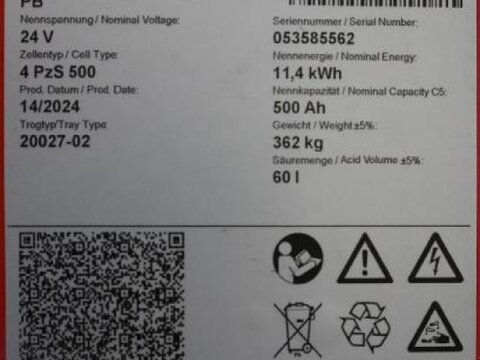 PB
Nennspannung / Nominal Voltage:
24 V
Zellentyp / Cell Type:
4 PzS 500
Prod. Datum / Prod. Date:
14/2024
Trogtyp/Tray Type
20027-02
Seriennummer / Serial Number:
053585562
Nennenergie / Nominal Energy:
11,4 kWh
Nennkapazität / Nominal Capacity C5:
500 Ah
Gewicht / Weight±5%:
362 kg
Säuremenge / Acid Volume ±5%:
60 l